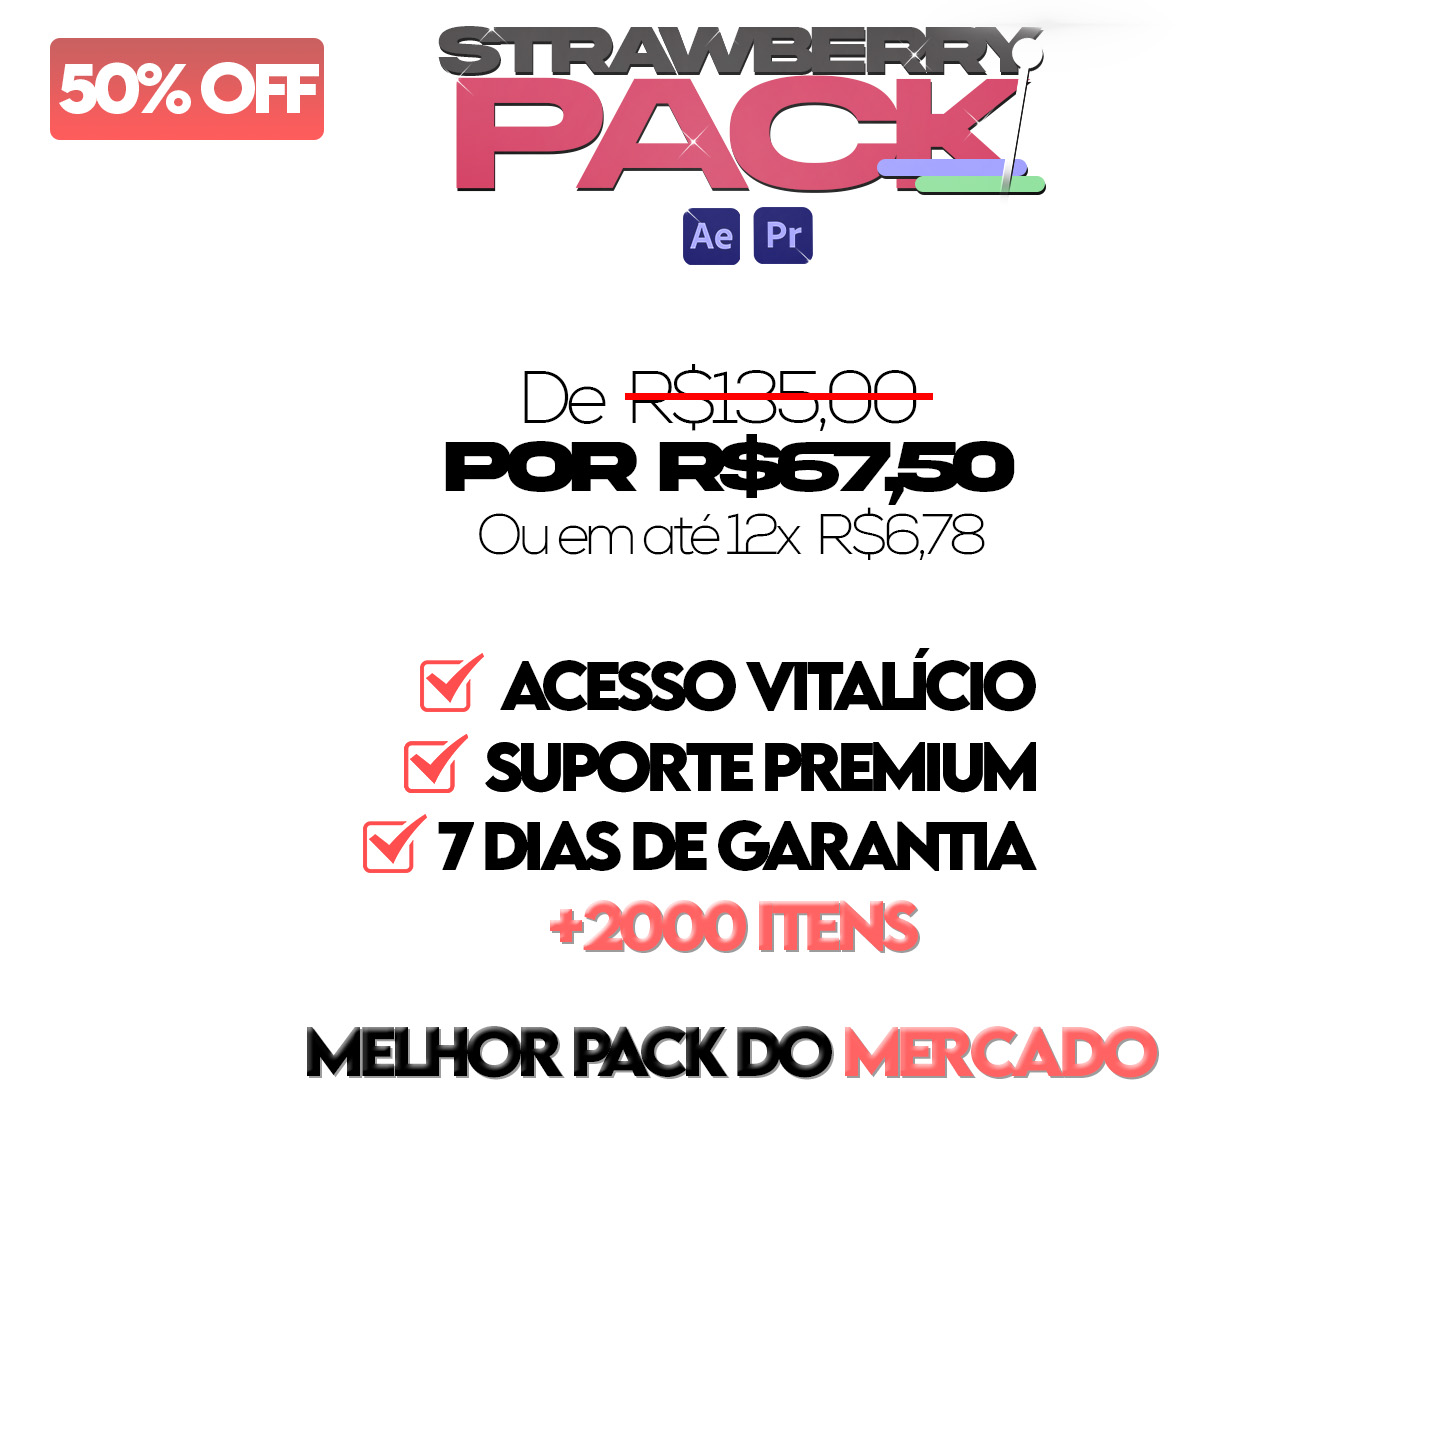 50% OFF
STRAWBERRY
PACK
Ae Pr
De R$135,00
POR R$67,50
Ou em até 12x R$6,78
ACESSO VITALÍCIO
SUPORTE PREMIUM
7 DIAS DE GARANTIA
+2000 ITENS
MELHOR PACK DO MERCADO